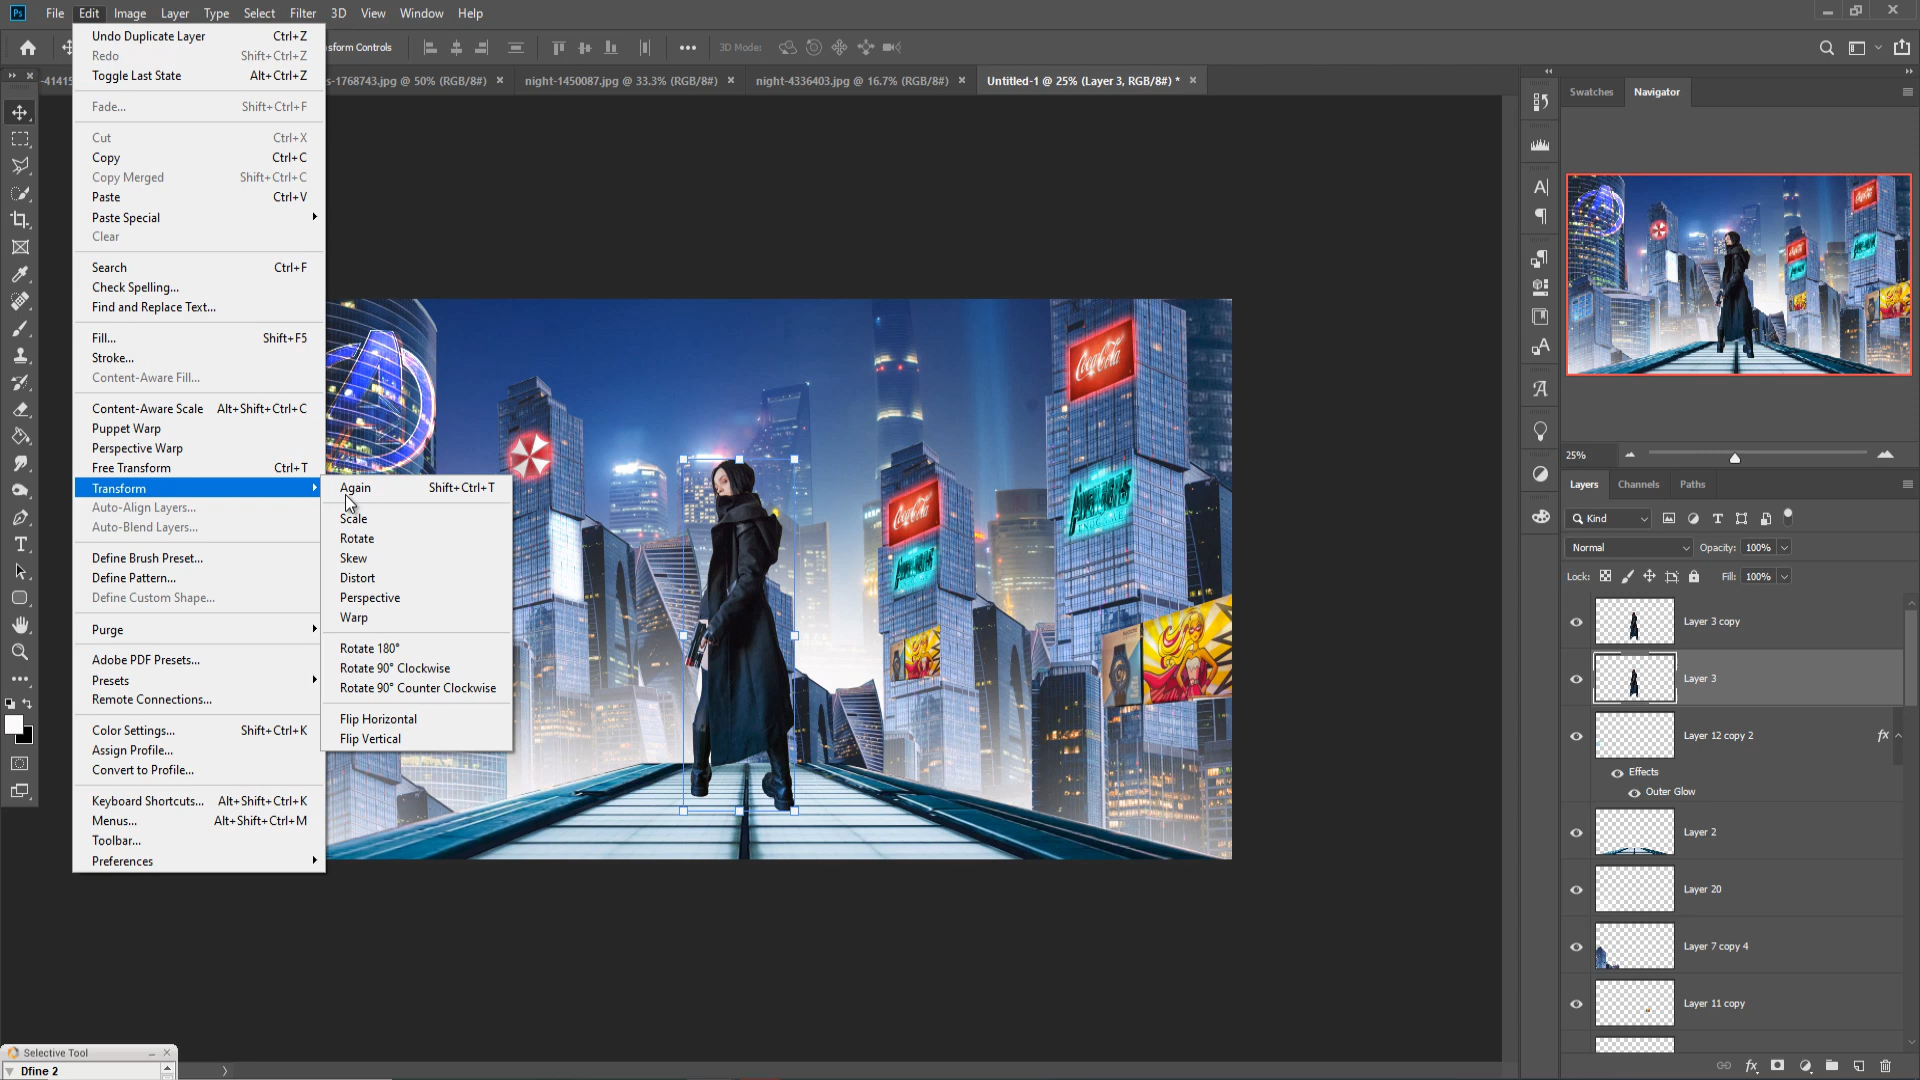 Ps File Edit Image Layer Type Select Filter 3D View Window Help
nsform Controls 3D Mode:
-41415 s-1768743.jpg @ 50% (RGB/8#) × night-1450087.jpg @ 33.3% (RGB/8#) × night-4336403.jpg @ 16.7% (RGB/8#) × Untitled-1 @ 25% (Layer 3, RGB/8#) * ×
Undo Duplicate Layer Ctrl+Z
Redo Shift+Ctrl+Z
Toggle Last State Alt+Ctrl+Z
Fade... Shift+Ctrl+F
Cut Ctrl+X
Copy Ctrl+C
Copy Merged Shift+Ctrl+C
Paste Ctrl+V
Paste Special
Clear
Search Ctrl+F
Check Spelling...
Find and Replace Text...
Fill... Shift+F5
Stroke...
Content-Aware Fill...
Content-Aware Scale Alt+Shift+Ctrl+C
Puppet Warp
Perspective Warp
Free Transform Ctrl+T
Transform
Auto-Align Layers...
Auto-Blend Layers...
Define Brush Preset...
Define Pattern...
Define Custom Shape...
Purge
Adobe PDF Presets...
Presets
Remote Connections...
Color Settings... Shift+Ctrl+K
Assign Profile...
Convert to Profile...
Keyboard Shortcuts... Alt+Shift+Ctrl+K
Menus... Alt+Shift+Ctrl+M
Toolbar...
Preferences
Again Shift+Ctrl+T
Scale
Rotate
Skew
Distort
Perspective
Warp
Rotate 180°
Rotate 90° Clockwise
Rotate 90° Counter Clockwise
Flip Horizontal
Flip Vertical
Coca-Cola
Coca-Cola
Swatches Navigator
25%
Layers Channels Paths
Kind
Normal Opacity: 100%
Lock: Fill: 100%
Layer 3 copy
Layer 3
Layer 12 copy 2 fx
Effects
Outer Glow
Layer 2
Layer 20
Layer 7 copy 4
Layer 11 copy
Selective Tool
Dfine 2